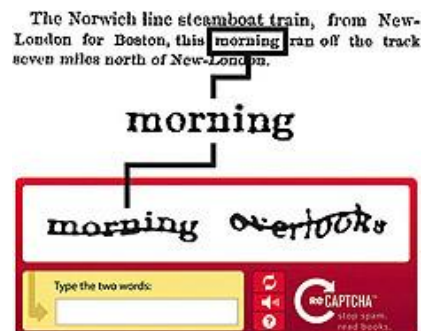 The Norwich line steamboat train, from New-
London for Boston, this morning ran off the track
seven miles north of New-London.
morning
morning overlooks
Type the two words:
reCAPTCHA™
stop spam.
read books.